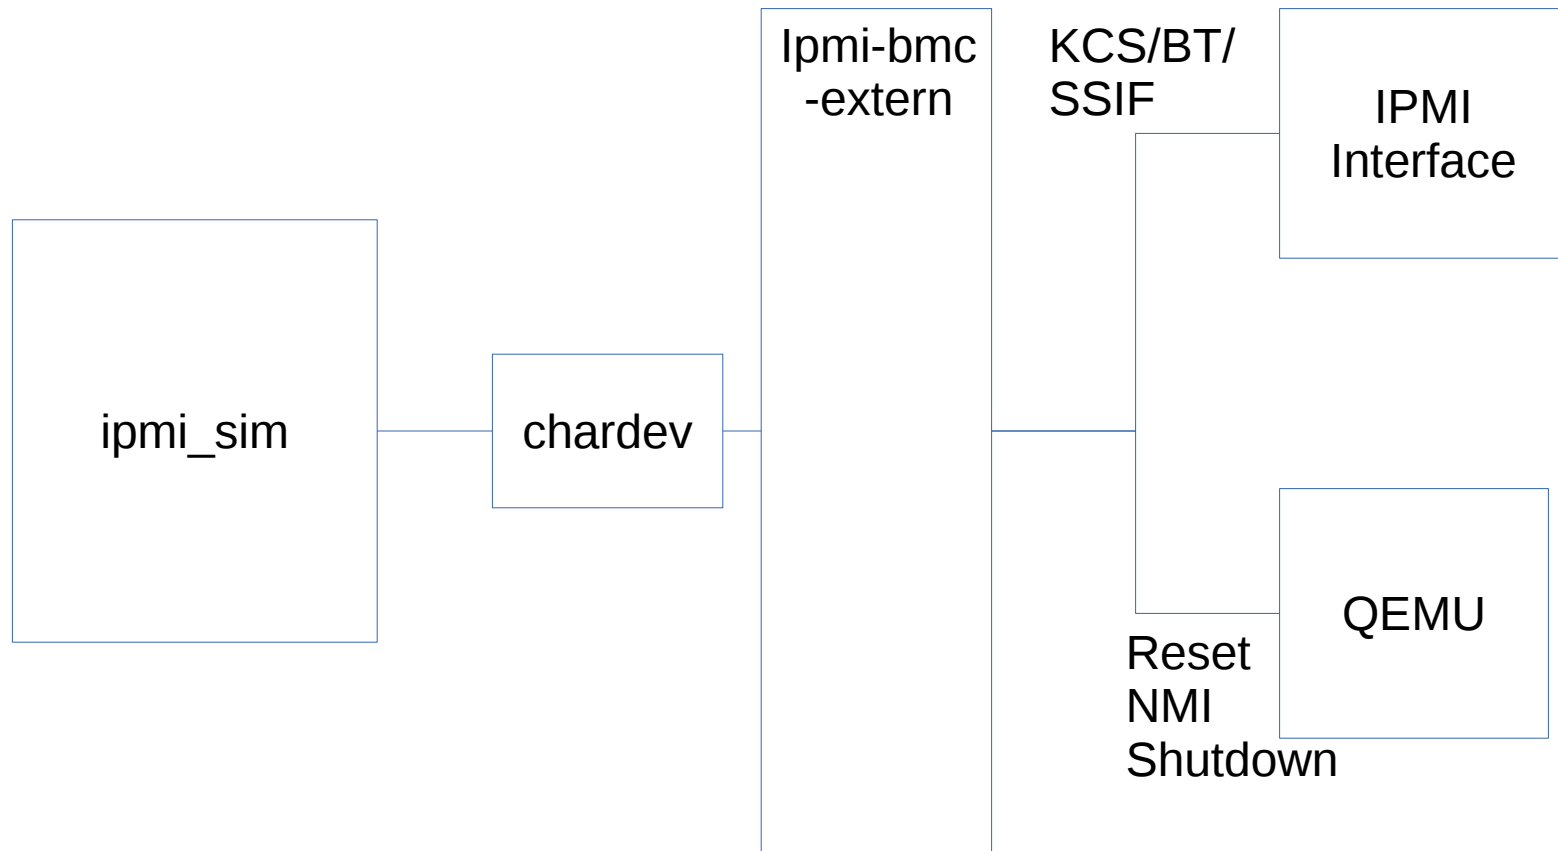 Ipmi-bmc
-extern
KCS/BT/
SSIF
IPMI
Interface
ipmi_sim
chardev
QEMU
Reset
NMI
Shutdown